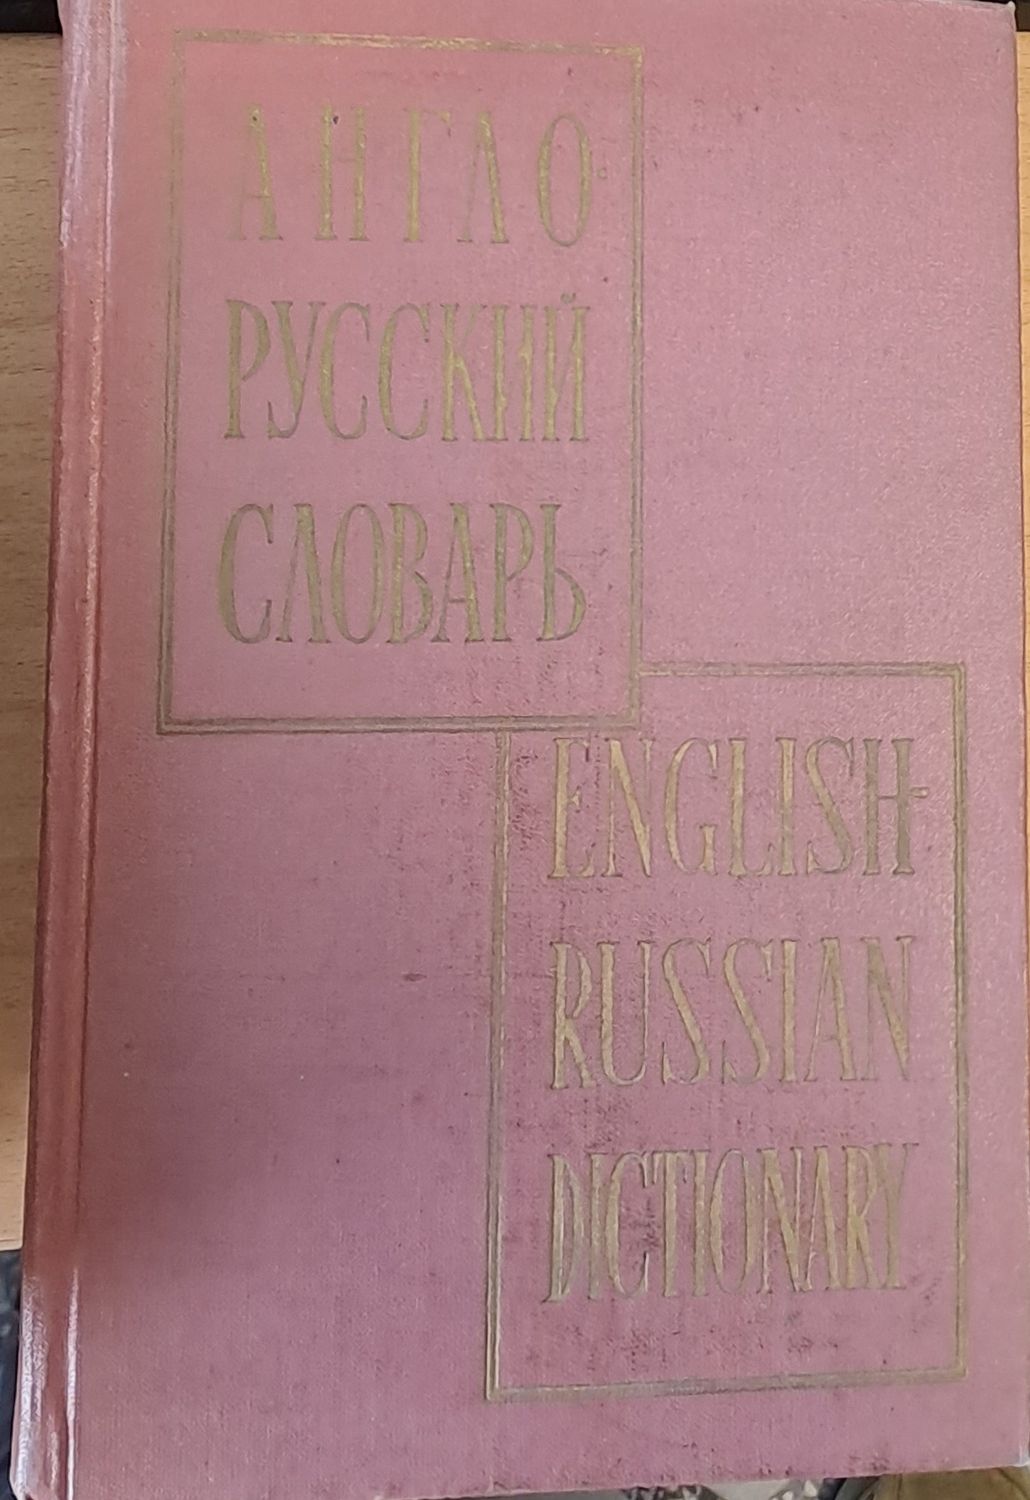 АНГЛО-
РУССКИЙ
СЛОВАРЬ
ENGLISH-
RUSSIAN
DICTIONARY